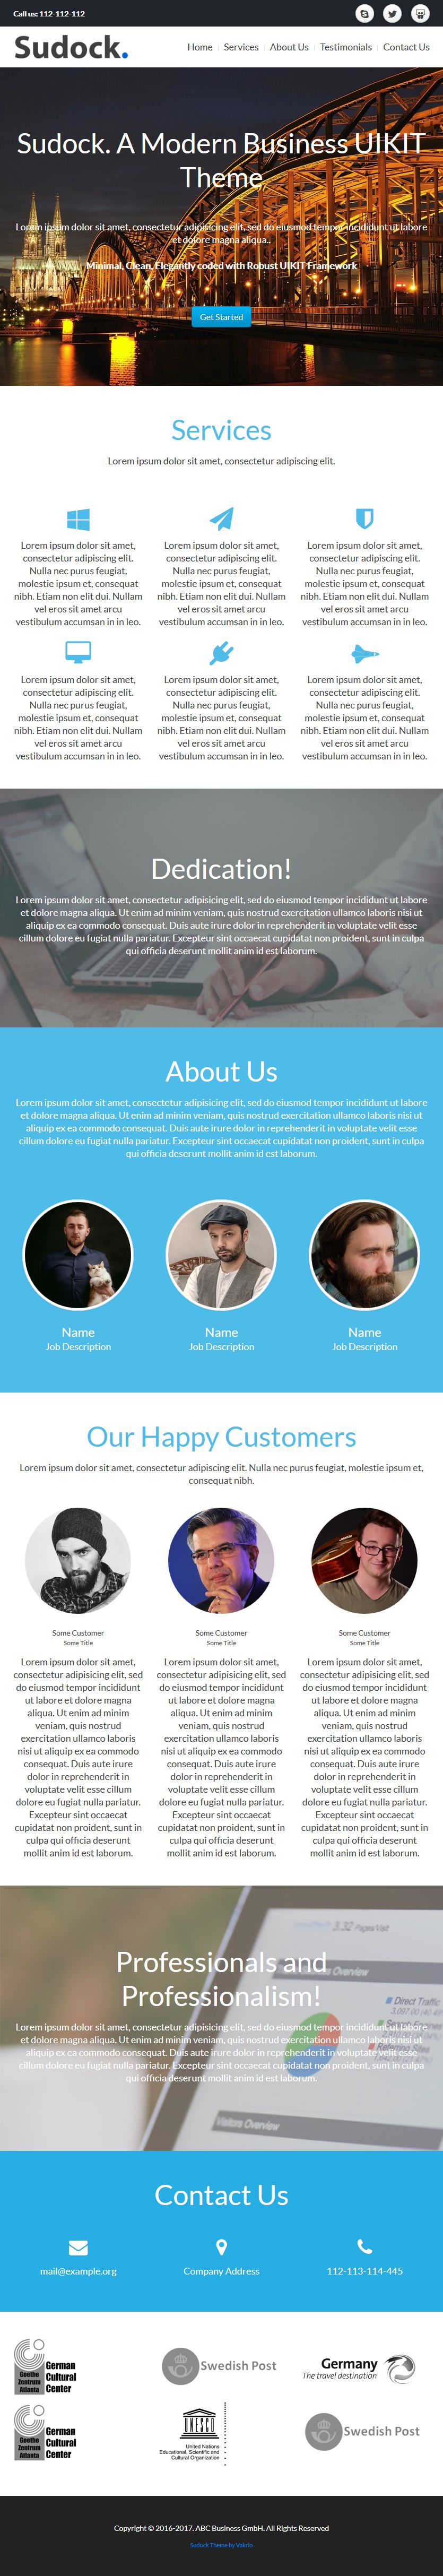 Call us: 112-112-112
Sudock.
Home
Services
About Us
Testimonials
Contact Us
Sudock. A Modern Business UIKIT
Theme
Lorem ipsum dolor sit amet, consectetur adipiscing elit, sed do eiusmod tempor incididunt ut labore
et dolore magna aliqua..
Minimal, Clean, Elegantly coded with Robust UIKIT Framework
Get Started
Services
Lorem ipsum dolor sit amet, consectetur adipiscing elit.
Lorem ipsum dolor sit amet,
consectetur adipiscing elit.
Nulla nec purus feugiat,
molestie ipsum et, consequat
nibh. Etiam non elit dui. Nullam
vel eros sit amet arcu
vestibulum accumsan in in leo.
Lorem ipsum dolor sit amet,
consectetur adipiscing elit.
Nulla nec purus feugiat,
molestie ipsum et, consequat
nibh. Etiam non elit dui. Nullam
vel eros sit amet arcu
vestibulum accumsan in in leo.
Lorem ipsum dolor sit amet,
consectetur adipiscing elit.
Nulla nec purus feugiat,
molestie ipsum et, consequat
nibh. Etiam non elit dui. Nullam
vel eros sit amet arcu
vestibulum accumsan in in leo.
Lorem ipsum dolor sit amet,
consectetur adipiscing elit.
Nulla nec purus feugiat,
molestie ipsum et, consequat
nibh. Etiam non elit dui. Nullam
vel eros sit amet arcu
vestibulum accumsan in in leo.
Lorem ipsum dolor sit amet,
consectetur adipiscing elit.
Nulla nec purus feugiat,
molestie ipsum et, consequat
nibh. Etiam non elit dui. Nullam
vel eros sit amet arcu
vestibulum accumsan in in leo.
Lorem ipsum dolor sit amet,
consectetur adipiscing elit.
Nulla nec purus feugiat,
molestie ipsum et, consequat
nibh. Etiam non elit dui. Nullam
vel eros sit amet arcu
vestibulum accumsan in in leo.
Dedication!
Lorem ipsum dolor sit amet, consectetur adipiscing elit, sed do eiusmod tempor incididunt ut labore
et dolore magna aliqua. Ut enim ad minim veniam, quis nostrud exercitation ullamco laboris nisi ut
aliquip ex ea commodo consequat. Duis aute irure dolor in reprehenderit in voluptate velit esse
cillum dolore eu fugiat nulla pariatur. Excepteur sint occaecat cupidatat non proident, sunt in culpa
qui officia deserunt mollit anim id est laborum.
About Us
Lorem ipsum dolor sit amet, consectetur adipiscing elit, sed do eiusmod tempor incididunt ut labore
et dolore magna aliqua. Ut enim ad minim veniam, quis nostrud exercitation ullamco laboris nisi ut
aliquip ex ea commodo consequat. Duis aute irure dolor in reprehenderit in voluptate velit esse
cillum dolore eu fugiat nulla pariatur. Excepteur sint occaecat cupidatat non proident, sunt in culpa
qui officia deserunt mollit anim id est laborum.
Name
Job Description
Name
Job Description
Name
Job Description
Our Happy Customers
Lorem ipsum dolor sit amet, consectetur adipiscing elit. Nulla nec purus feugiat, molestie ipsum et,
consequat nibh.
Some Customer
Some Title
Lorem ipsum dolor sit amet,
consectetur adipisicing elit, sed
do eiusmod tempor incididunt
ut labore et dolore magna
aliqua. Ut enim ad minim
veniam, quis nostrud
exercitation ullamco laboris
nisi ut aliquip ex ea commodo
consequat. Duis aute irure
dolor in reprehenderit in
voluptate velit esse cillum
dolore eu fugiat nulla pariatur.
Excepteur sint occaecat
cupidatat non proident, sunt in
culpa qui officia deserunt
mollit anim id est laborum.
Some Customer
Some Title
Lorem ipsum dolor sit amet,
consectetur adipisicing elit, sed
do eiusmod tempor incididunt
ut labore et dolore magna
aliqua. Ut enim ad minim
veniam, quis nostrud
exercitation ullamco laboris
nisi ut aliquip ex ea commodo
consequat. Duis aute irure
dolor in reprehenderit in
voluptate velit esse cillum
dolore eu fugiat nulla pariatur.
Excepteur sint occaecat
cupidatat non proident, sunt in
culpa qui officia deserunt
mollit anim id est laborum.
Some Customer
Some Title
Lorem ipsum dolor sit amet,
consectetur adipisicing elit, sed
do eiusmod tempor incididunt
ut labore et dolore magna
aliqua. Ut enim ad minim
veniam, quis nostrud
exercitation ullamco laboris
nisi ut aliquip ex ea commodo
consequat. Duis aute irure
dolor in reprehenderit in
voluptate velit esse cillum
dolore eu fugiat nulla pariatur.
Excepteur sint occaecat
cupidatat non proident, sunt in
culpa qui officia deserunt
mollit anim id est laborum.
3.32 Pages/Visit
Overview
Direct Traffic
3,097.00
Visitors Overview
Professionals and
Professionalism!
Lorem ipsum dolor sit amet, consectetur adipiscing elit, sed do eiusmod tempor incididunt ut labore
et dolore magna aliqua. Ut enim ad minim veniam, quis nostrud exercitation ullamco laboris nisi ut
aliquip ex ea commodo consequat. Duis aute irure dolor in reprehenderit in voluptate velit esse
cillum dolore eu fugiat nulla pariatur. Excepteur sint occaecat cupidatat non proident, sunt in culpa
qui officia deserunt mollit anim id est laborum.
Contact Us
mail@example.org
Company Address
112-113-114-445
Goethe
Zentrum
Atlanta
German
Cultural
Center
Swedish Post
Germany
The travel destination
Goethe
Zentrum
Atlanta
German
Cultural
Center
UNESCO
United Nations
Educational, Scientific and
Cultural Organization
Swedish Post
Copyright © 2016-2017. ABC Business GmbH. All Rights Reserved
Sudock Theme by Vakrix